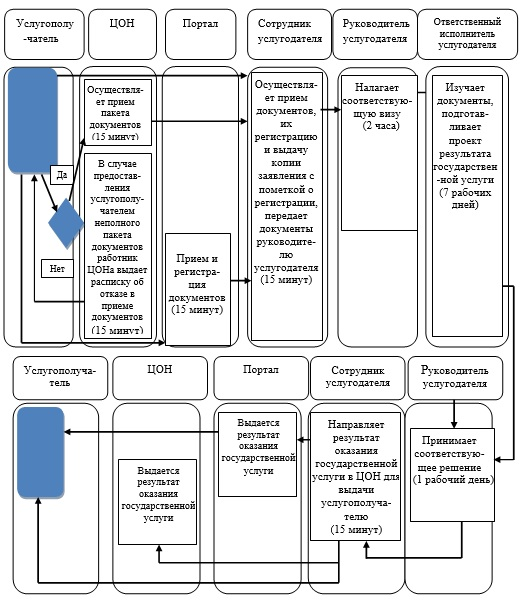 Услугополу
-чатель
ЦОН
Портал
Сотрудник
услугодателя
Руководитель
услугодателя
Ответственный
исполнитель
услугодателя
Осуществля-
ет прием
пакета
документов
(15 минут)
Да
Нет
В случае
предостав-
ления
услугополу-
чателем
неполного
пакета
документов
работник
ЦОНа выдает
расписку об
отказе в
приеме
документов
(15 минут)
Прием и
регистра-
ция
документов
(15 минут)
Осуществля-
ет прием
документов,
их
регистрацию
и выдачу
копии
заявления с
пометкой о
регистрации,
передает
документы
руководите-
лю
услугодателя
(15 минут)
Налагает
соответствую-
щую визу
(2 часа)
Изучает
документы,
подготав-
ливает
проект
результата
государствен
-ной услуги
(7 рабочих
дней)
Услугополуча-
тель
ЦОН
Портал
Сотрудник
услугодателя
Руководитель
услугодателя
Выдается
результат
оказания
государственной
услуги
Выдается
результат
оказания
государственной
услуги
Направляет
результат
оказания
государственной
услуги в ЦОН для
выдачи
услугополуча-
телю
(15 минут)
Принимает
соответствую-
щее решение
(1 рабочий день)